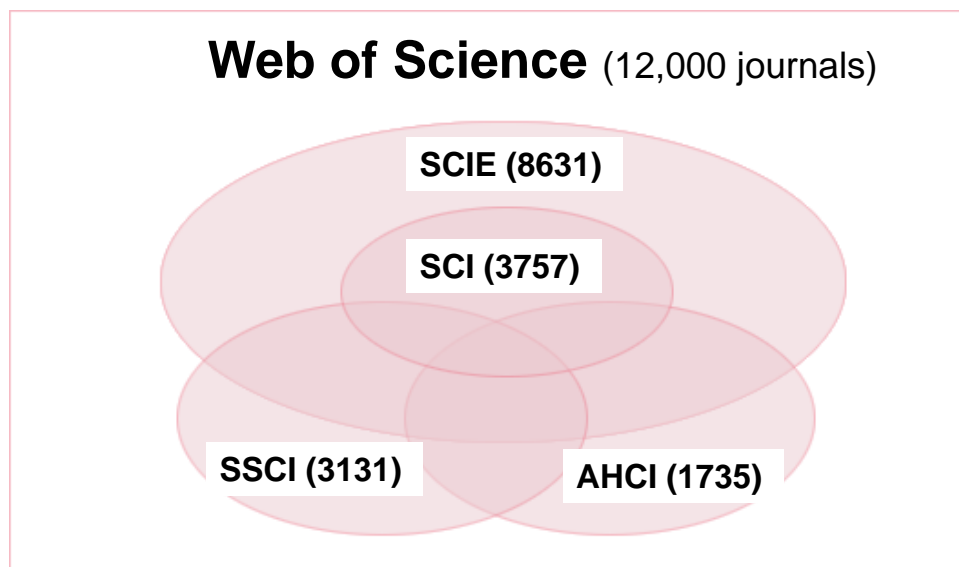 Web of Science (12,000 journals)
SCIE (8631)
SCI (3757)
SSCI (3131)
AHCI (1735)